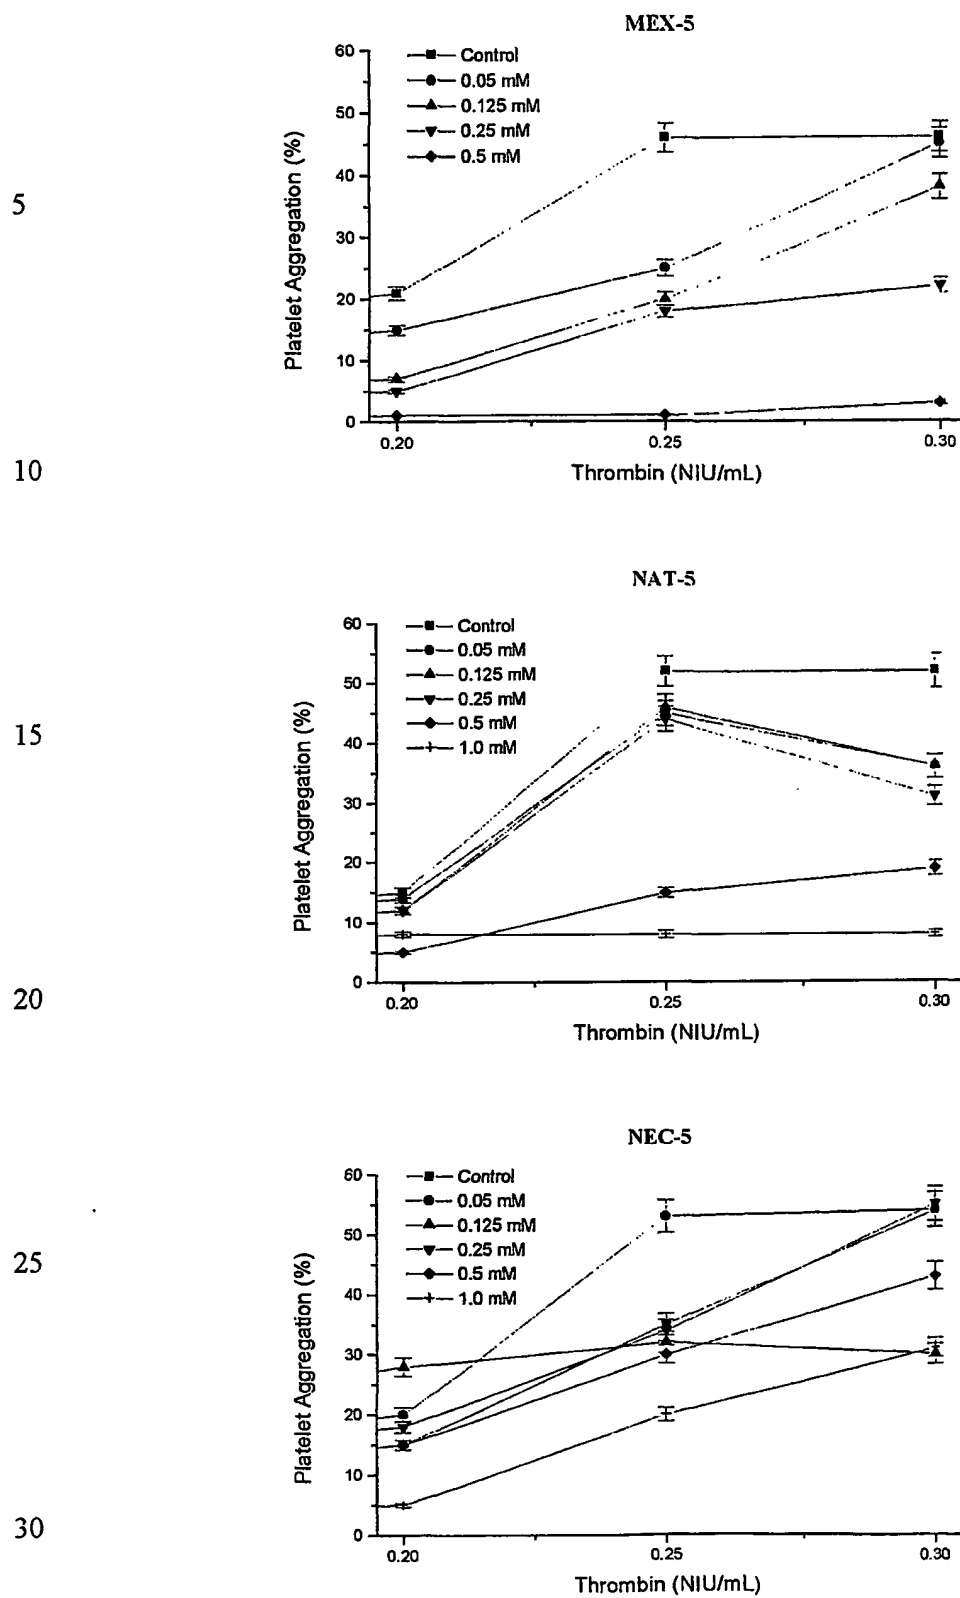 MEX-5
60
50
40
30
20
10
0
Platelet Aggregation (%)
Control
0.05 mM
0.125 mM
0.25 mM
0.5 mM
0.20
0.25
0.30
Thrombin (NIU/mL)
5
10
NAT-5
60
50
40
30
20
10
0
Platelet Aggregation (%)
Control
0.05 mM
0.125 mM
0.25 mM
0.5 mM
1.0 mM
0.20
0.25
0.30
Thrombin (NIU/mL)
15
20
NEC-5
60
50
40
30
20
10
0
Platelet Aggregation (%)
Control
0.05 mM
0.125 mM
0.25 mM
0.5 mM
1.0 mM
0.20
0.25
0.30
Thrombin (NIU/mL)
25
30